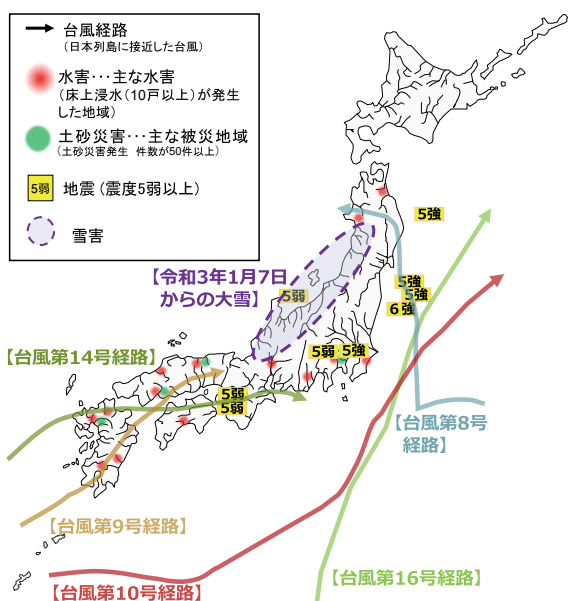 台風経路
（日本列島に接近した台風）
水害･･･主な水害
（床上浸水（10戸以上）が発生
した地域）
土砂災害･･･主な被災地域
（土砂災害発生　件数が50件以上）
5弱
地震（震度5弱以上）
雪害
5強
【令和3年1月7日
からの大雪】
5弱
5強
5強
6強
5弱
5強
【台風第14号経路】
5弱
5弱
【台風第8号
経路】
【台風第9号経路】
【台風第16号経路】
【台風第10号経路】